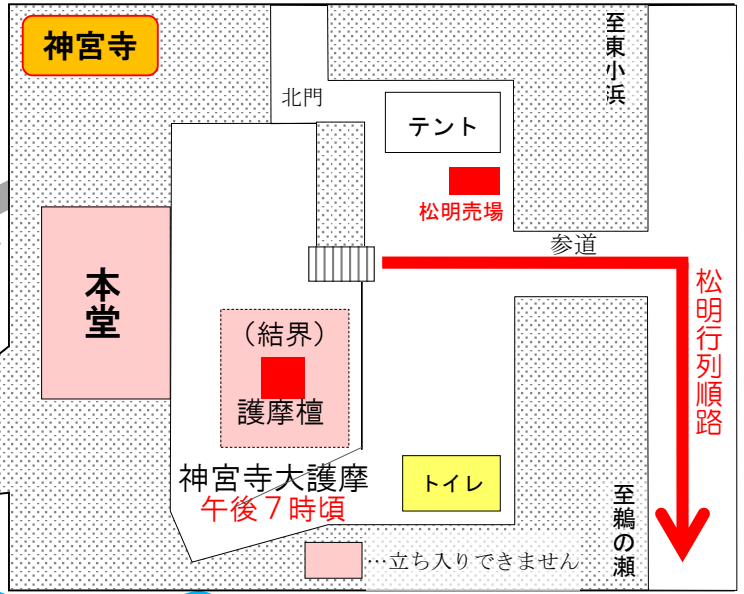 神宮寺
至東小浜
北門
テント
松明売場
参道
本堂
松明行列順路
（結界）
護摩檀
神宮寺大護摩
午後７時頃
トイレ
至鵜の瀬
…立ち入りできません